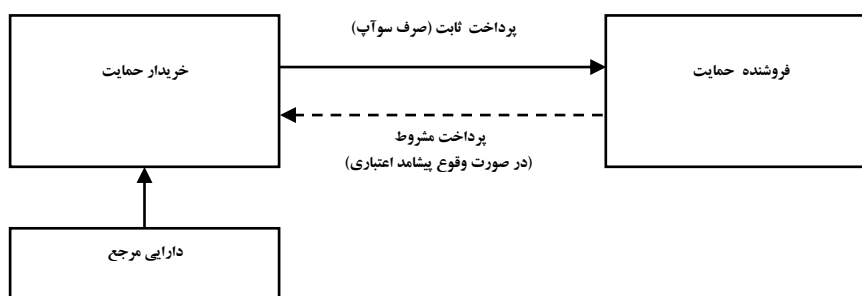 پرداخت ثابت (صرف سوآپ)
خریدار حمایت
فروشنده حمایت
پرداخت مشروط
(در صورت وقوع پیشامد اعتباری)
دارایی مرجع